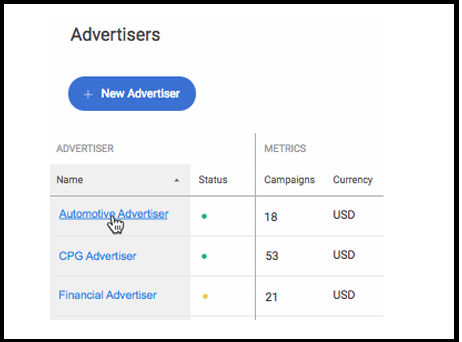 Advertisers
+ New Advertiser
ADVERTISER METRICS
Name Status Campaigns Currency
Automotive Advertiser 18 USD
CPG Advertiser 53 USD
Financial Advertiser 21 USD